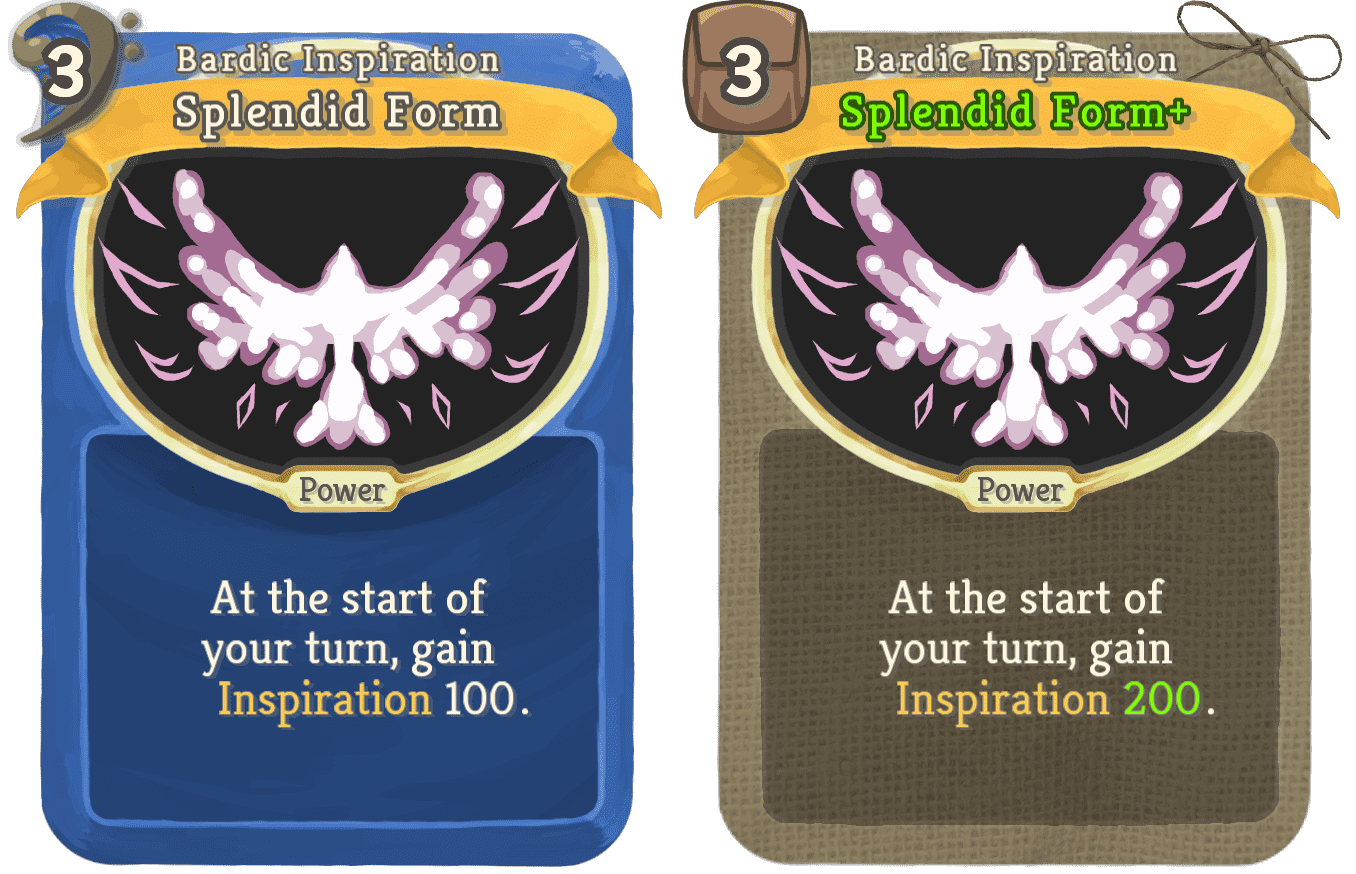 3
Bardic Inspiration
Splendid Form
Power
At the start of
your turn, gain
Inspiration 100.
3
Bardic Inspiration
Splendid Form+
Power
At the start of
your turn, gain
Inspiration 200.